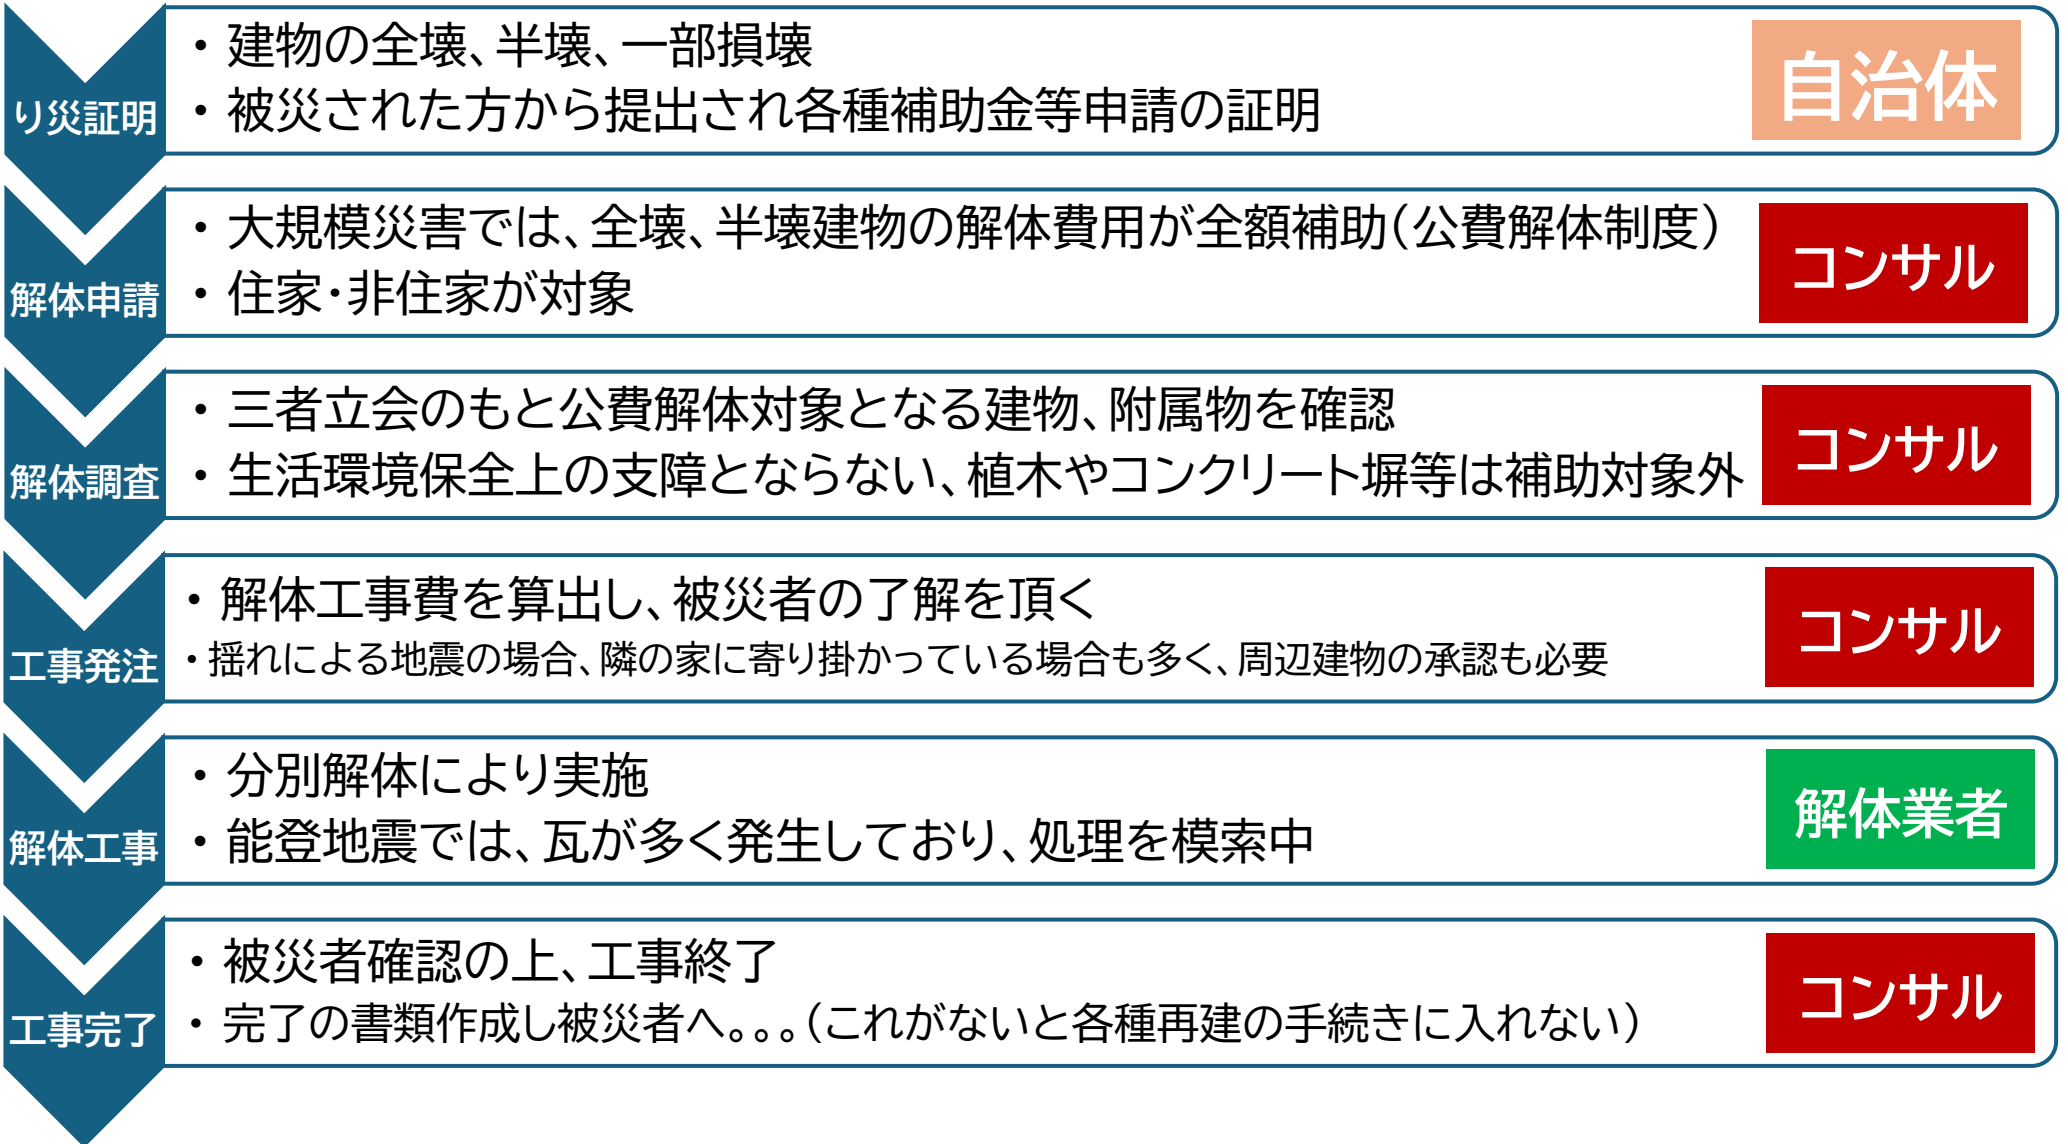 り災証明
・建物の全壊、半壊、一部損壊
・被災された方から提出され各種補助金等申請の証明
自治体
解体申請
・大規模災害では、全壊、半壊建物の解体費用が全額補助（公費解体制度）
・住家・非住家が対象
コンサル
解体調査
・三者立会のもと公費解体対象となる建物、附属物を確認
・生活環境保全上の支障とならない、植木やコンクリート塀等は補助対象外
コンサル
工事発注
・解体工事費を算出し、被災者の了解を頂く
・揺れによる地震の場合、隣の家に寄り掛かっている場合も多く、周辺建物の承認も必要
コンサル
解体工事
・分別解体により実施
・能登地震では、瓦が多く発生しており、処理を模索中
解体業者
工事完了
・被災者確認の上、工事終了
・完了の書類作成し被災者へ。。。（これがないと各種再建の手続きに入れない）
コンサル